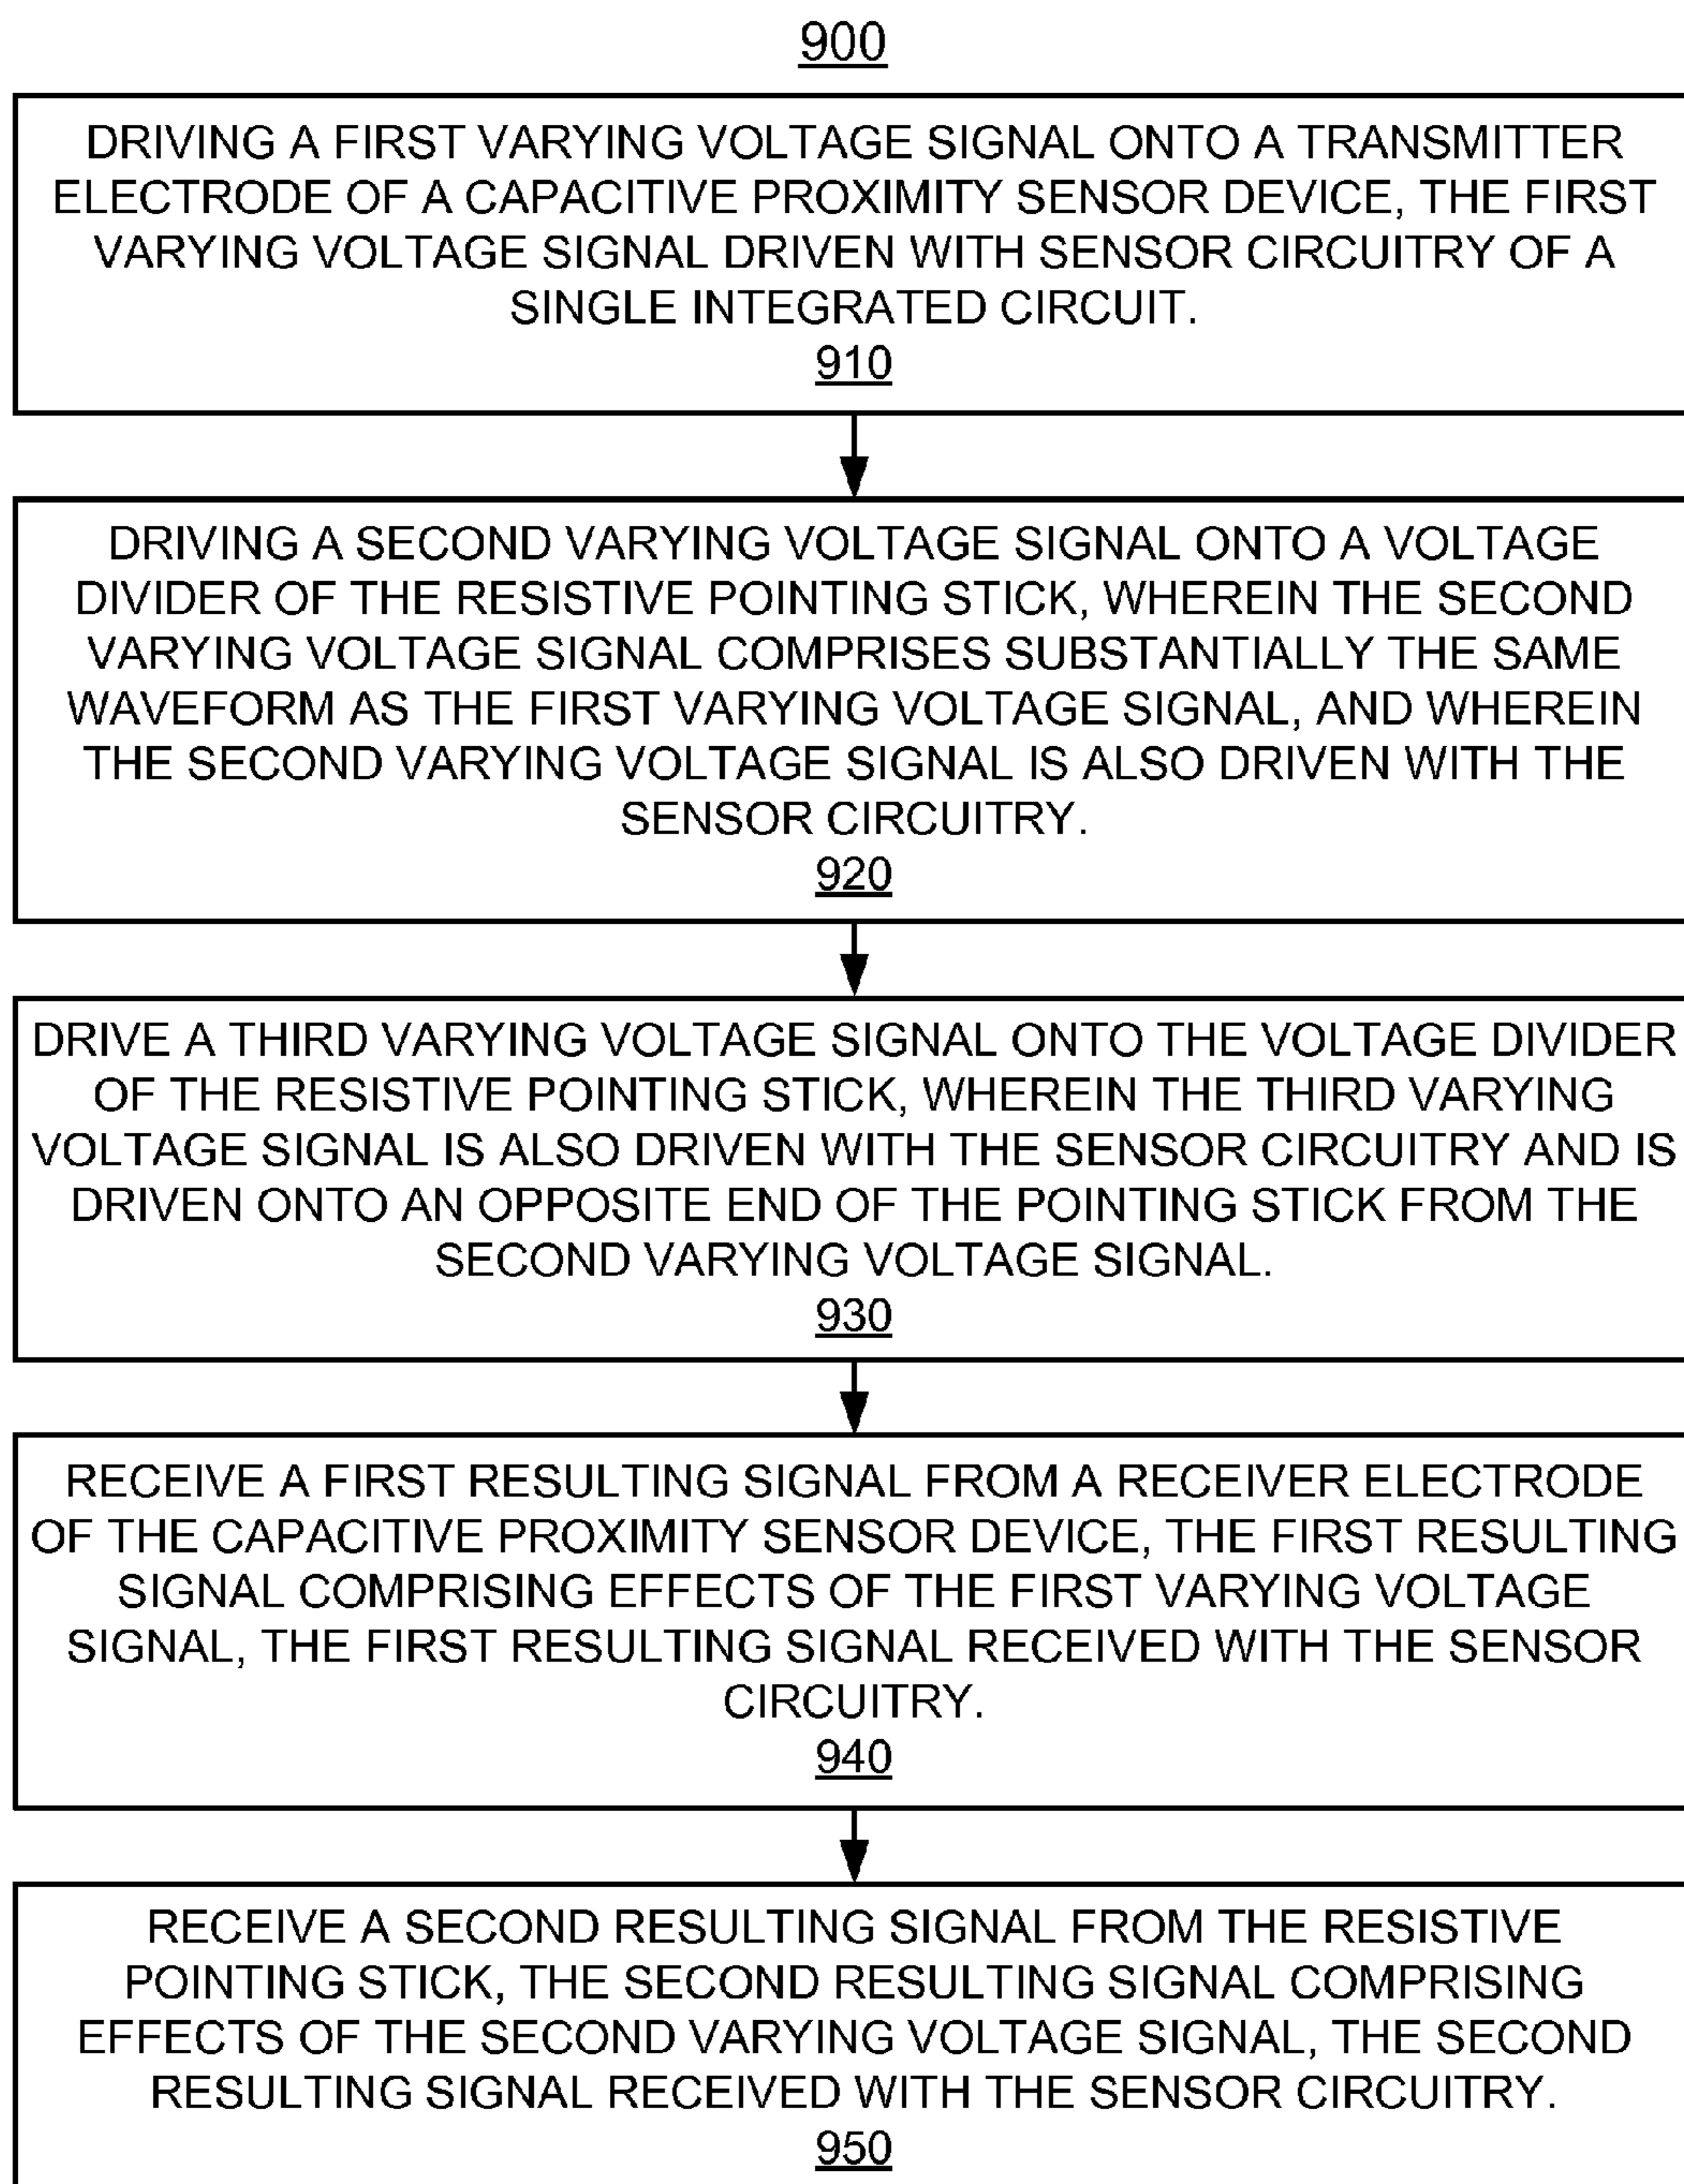 900
DRIVING A FIRST VARYING VOLTAGE SIGNAL ONTO A TRANSMITTER
ELECTRODE OF A CAPACITIVE PROXIMITY SENSOR DEVICE, THE FIRST
VARYING VOLTAGE SIGNAL DRIVEN WITH SENSOR CIRCUITRY OF A
SINGLE INTEGRATED CIRCUIT.
910
DRIVING A SECOND VARYING VOLTAGE SIGNAL ONTO A VOLTAGE
DIVIDER OF THE RESISTIVE POINTING STICK, WHEREIN THE SECOND
VARYING VOLTAGE SIGNAL COMPRISES SUBSTANTIALLY THE SAME
WAVEFORM AS THE FIRST VARYING VOLTAGE SIGNAL, AND WHEREIN
THE SECOND VARYING VOLTAGE SIGNAL IS ALSO DRIVEN WITH THE
SENSOR CIRCUITRY.
920
DRIVE A THIRD VARYING VOLTAGE SIGNAL ONTO THE VOLTAGE DIVIDER
OF THE RESISTIVE POINTING STICK, WHEREIN THE THIRD VARYING
VOLTAGE SIGNAL IS ALSO DRIVEN WITH THE SENSOR CIRCUITRY AND IS
DRIVEN ONTO AN OPPOSITE END OF THE POINTING STICK FROM THE
SECOND VARYING VOLTAGE SIGNAL.
930
RECEIVE A FIRST RESULTING SIGNAL FROM A RECEIVER ELECTRODE
OF THE CAPACITIVE PROXIMITY SENSOR DEVICE, THE FIRST RESULTING
SIGNAL COMPRISING EFFECTS OF THE FIRST VARYING VOLTAGE
SIGNAL, THE FIRST RESULTING SIGNAL RECEIVED WITH THE SENSOR
CIRCUITRY.
940
RECEIVE A SECOND RESULTING SIGNAL FROM THE RESISTIVE
POINTING STICK, THE SECOND RESULTING SIGNAL COMPRISING
EFFECTS OF THE SECOND VARYING VOLTAGE SIGNAL, THE SECOND
RESULTING SIGNAL RECEIVED WITH THE SENSOR CIRCUITRY.
950